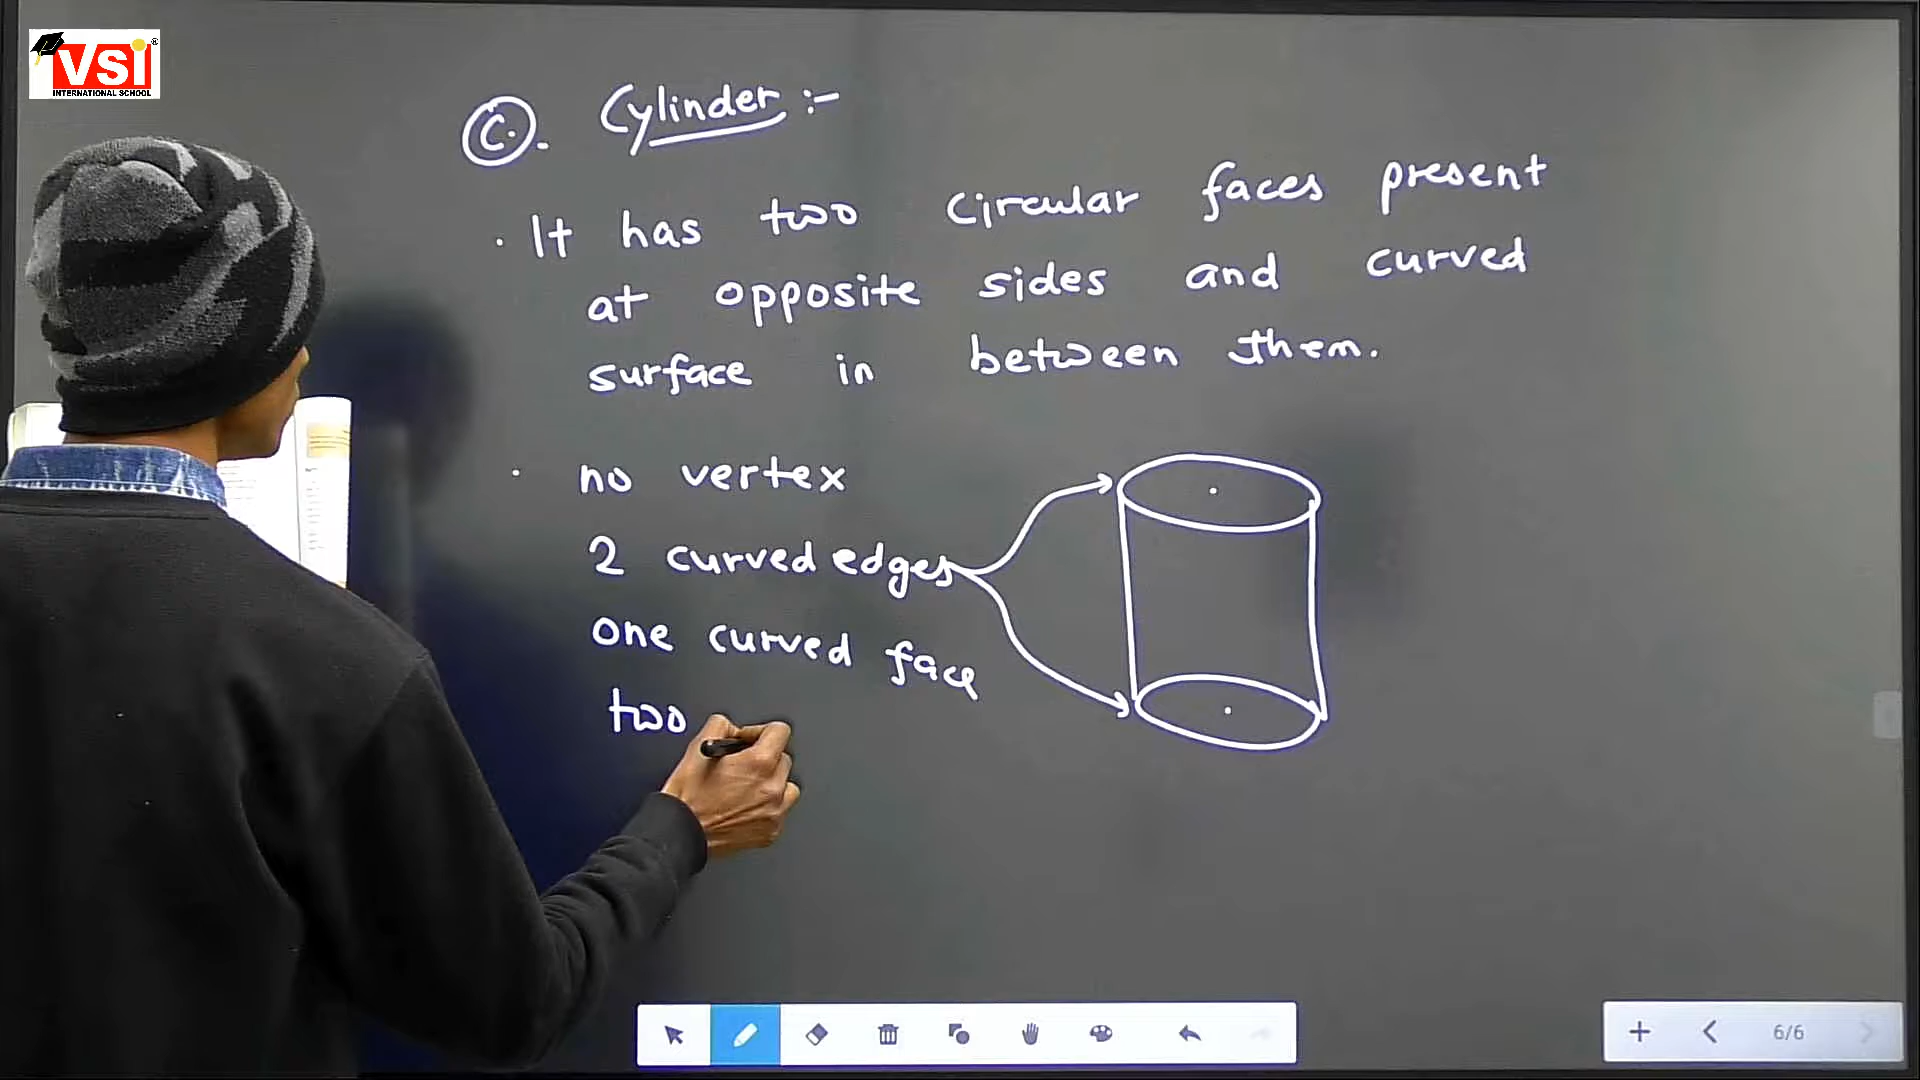 VSI
INTERNATIONAL SCHOOL
C. Cylinder :-
· It has two circular faces present
at opposite sides and curved
surface in between them.
· no vertex
2 curved edges
one curved face
two
6/6